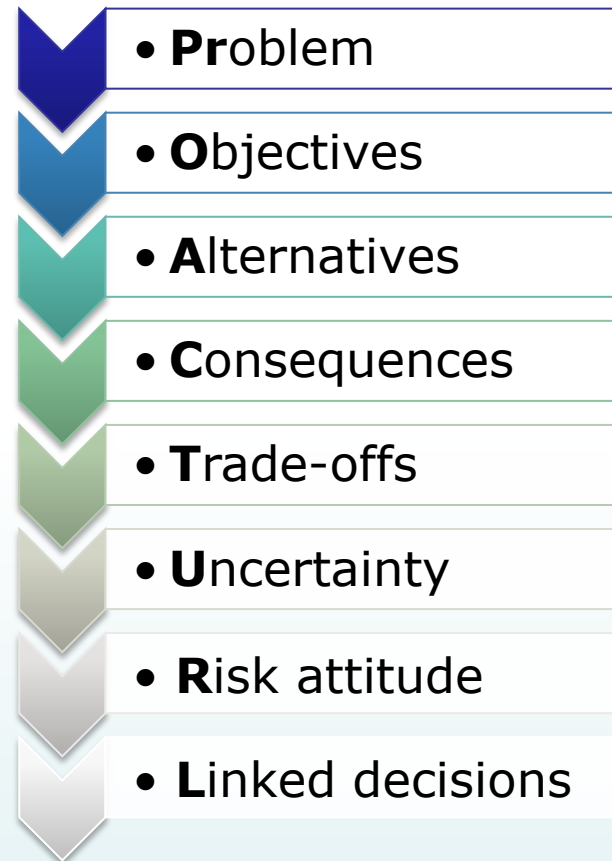 • Problem
• Objectives
• Alternatives
• Consequences
• Trade-offs
• Uncertainty
• Risk attitude
• Linked decisions